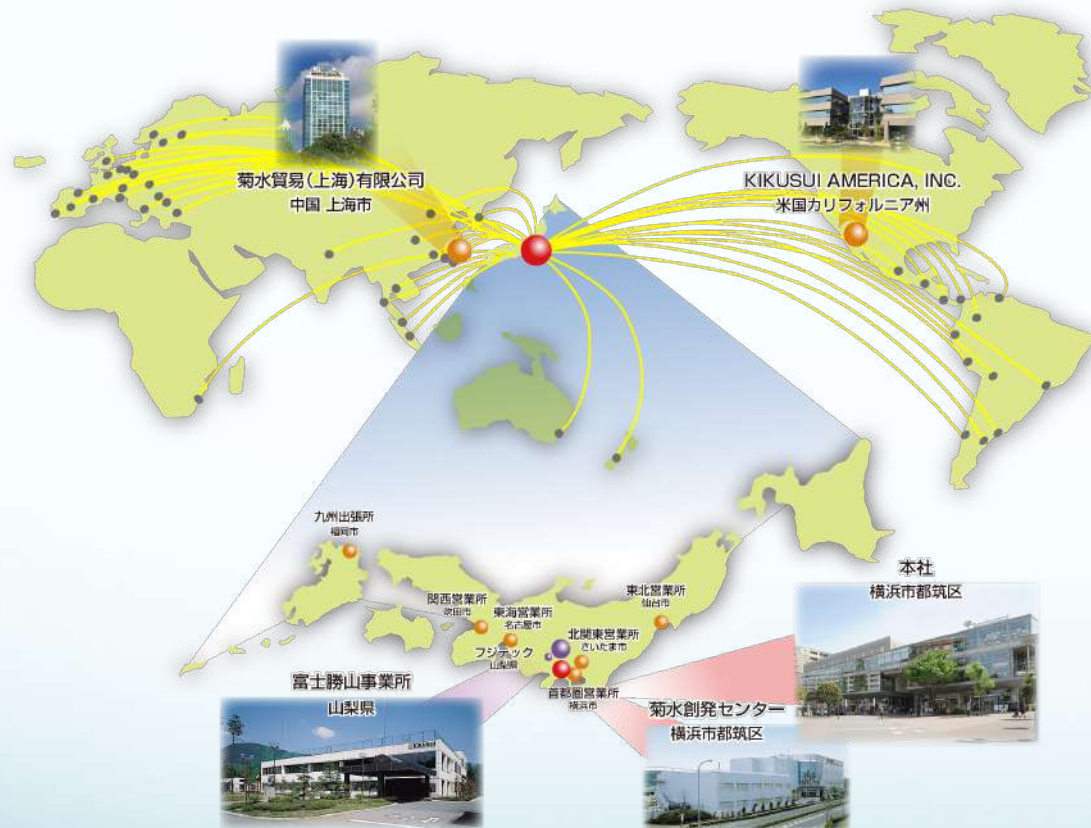 菊水貿易(上海)有限公司
中国 上海市
KIKUSUI AMERICA, INC.
米国カリフォルニア州
九州出張所
福岡市
関西営業所
吹田市
東海営業所
名古屋市
東北営業所
仙台市
北関東営業所
さいたま市
フジテック
山梨県
首都圏営業所
横浜市
本社
横浜市都筑区
富士勝山事業所
山梨県
菊水創発センター
横浜市都筑区
KIKUSUI